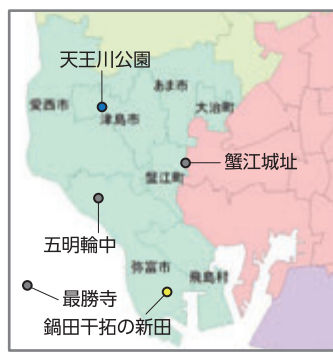 天王川公園
あま市
愛西市
大治町
津島市
蟹江城址
蟹江町
五明輪中
弥富市
飛島村
最勝寺
鍋田干拓の新田